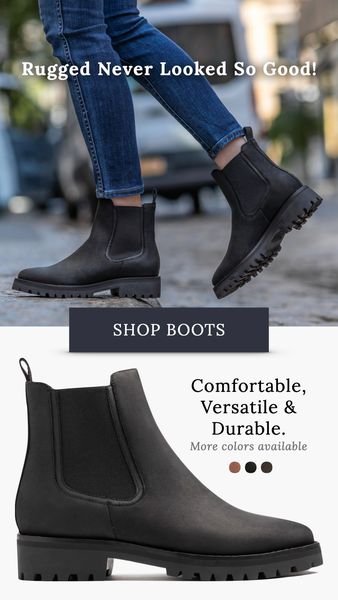 Rugged Never Looked So Good!
SHOP BOOTS
Comfortable,
Versatile &
Durable.
More colors available